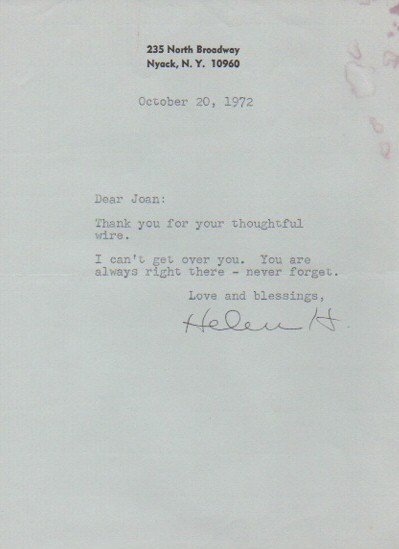 235 North Broadway
Nyack, N. Y. 10960
October 20, 1972
Dear Joan:
Thank you for your thoughtful
wire.
I can't get over you. You are
always right there - never forget.
Love and blessings,
Helen H.